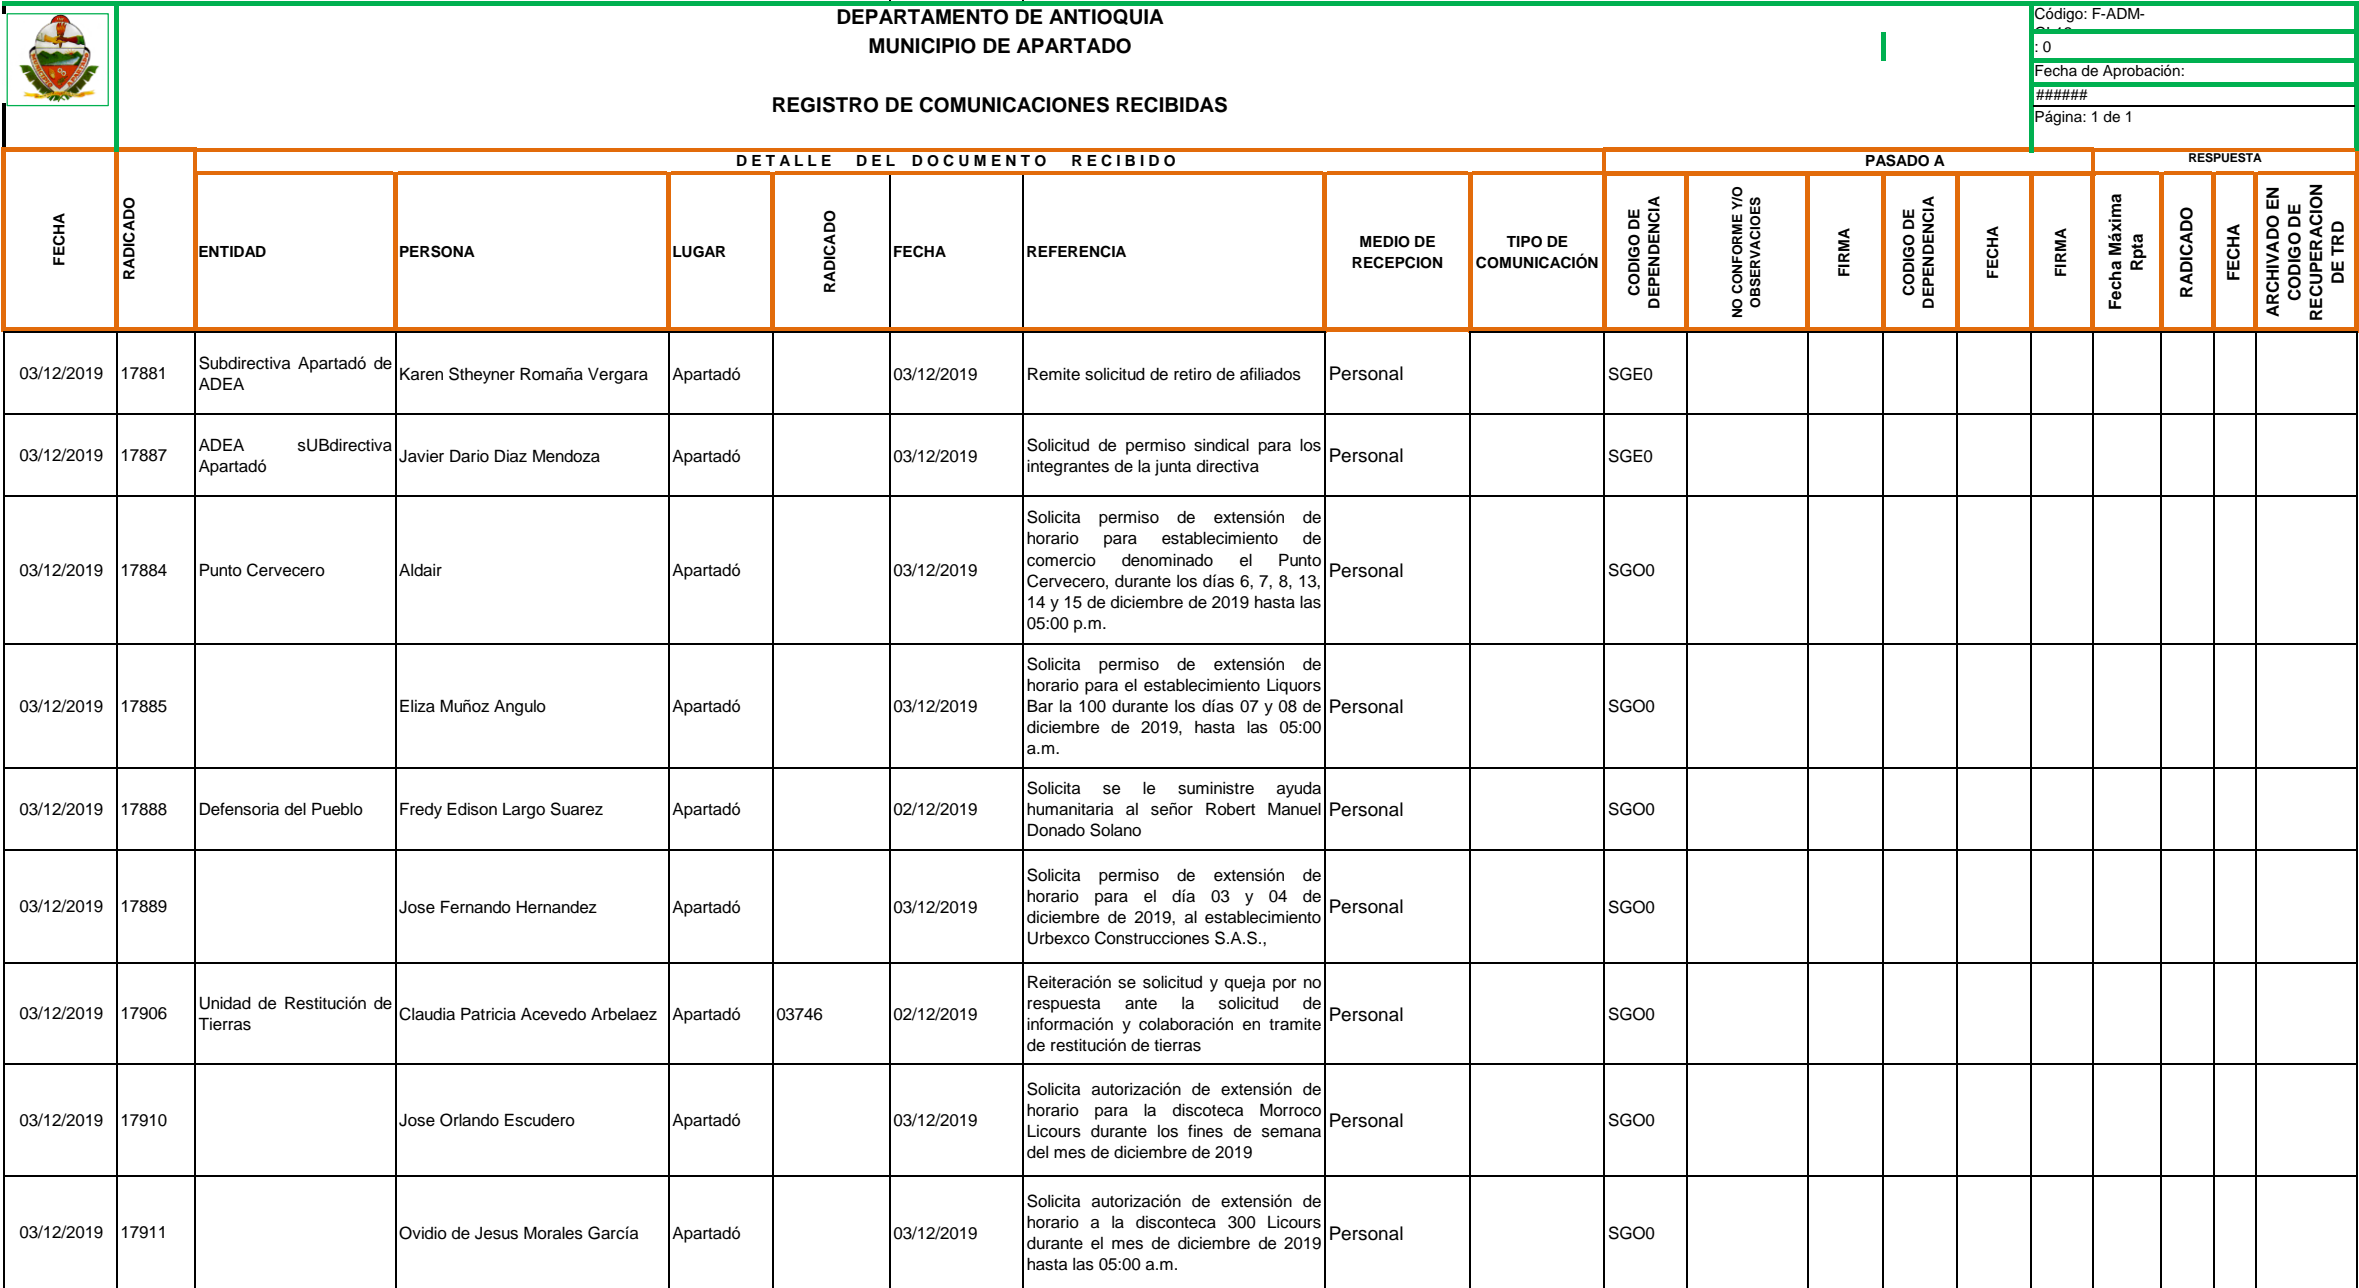 DEPARTAMENTO DE ANTIOQUIA
MUNICIPIO DE APARTADO
REGISTRO DE COMUNICACIONES RECIBIDAS
Código: F-ADM-
: 0
Fecha de Aprobación:
######
Página: 1 de 1
DETALLE DEL DOCUMENTO RECIBIDO
PASADO A
RESPUESTA
FECHA
RADICADO
ENTIDAD
PERSONA
LUGAR
RADICADO
FECHA
REFERENCIA
MEDIO DE
RECEPCION
TIPO DE
COMUNICACIÓN
CODIGO DE
DEPENDENCIA
NO CONFORME Y/O
OBSERVACIOES
FIRMA
CODIGO DE
DEPENDENCIA
FECHA
FIRMA
Fecha Máxima
Rpta
RADICADO
FECHA
ARCHIVADO EN
CODIGO DE
RECUPERACION
DE TRD
03/12/2019
17881
Subdirectiva Apartadó de
ADEA
Karen Stheyner Romaña Vergara
Apartadó
03/12/2019
Remite solicitud de retiro de afiliados
Personal
SGE0
03/12/2019
17887
ADEA sUBdirectiva
Apartadó
Javier Dario Diaz Mendoza
Apartadó
03/12/2019
Solicitud de permiso sindical para los
integrantes de la junta directiva
Personal
SGE0
03/12/2019
17884
Punto Cervecero
Aldair
Apartadó
03/12/2019
Solicita permiso de extensión de
horario para establecimiento de
comercio denominado el Punto
Cervecero, durante los días 6, 7, 8, 13,
14 y 15 de diciembre de 2019 hasta las
05:00 p.m.
Personal
SGO0
03/12/2019
17885
Eliza Muñoz Angulo
Apartadó
03/12/2019
Solicita permiso de extensión de
horario para el establecimiento Liquors
Bar la 100 durante los días 07 y 08 de
diciembre de 2019, hasta las 05:00
a.m.
Personal
SGO0
03/12/2019
17888
Defensoria del Pueblo
Fredy Edison Largo Suarez
Apartadó
02/12/2019
Solicita se le suministre ayuda
humanitaria al señor Robert Manuel
Donado Solano
Personal
SGO0
03/12/2019
17889
Jose Fernando Hernandez
Apartadó
03/12/2019
Solicita permiso de extensión de
horario para el día 03 y 04 de
diciembre de 2019, al establecimiento
Urbexco Construcciones S.A.S.,
Personal
SGO0
03/12/2019
17906
Unidad de Restitución de
Tierras
Claudia Patricia Acevedo Arbelaez
Apartadó
03746
02/12/2019
Reiteración se solicitud y queja por no
respuesta ante la solicitud de
información y colaboración en tramite
de restitución de tierras
Personal
SGO0
03/12/2019
17910
Jose Orlando Escudero
Apartadó
03/12/2019
Solicita autorización de extensión de
horario para la discoteca Morroco
Licours durante los fines de semana
del mes de diciembre de 2019
Personal
SGO0
03/12/2019
17911
Ovidio de Jesus Morales García
Apartadó
03/12/2019
Solicita autorización de extensión de
horario a la disconteca 300 Licours
durante el mes de diciembre de 2019
hasta las 05:00 a.m.
Personal
SGO0